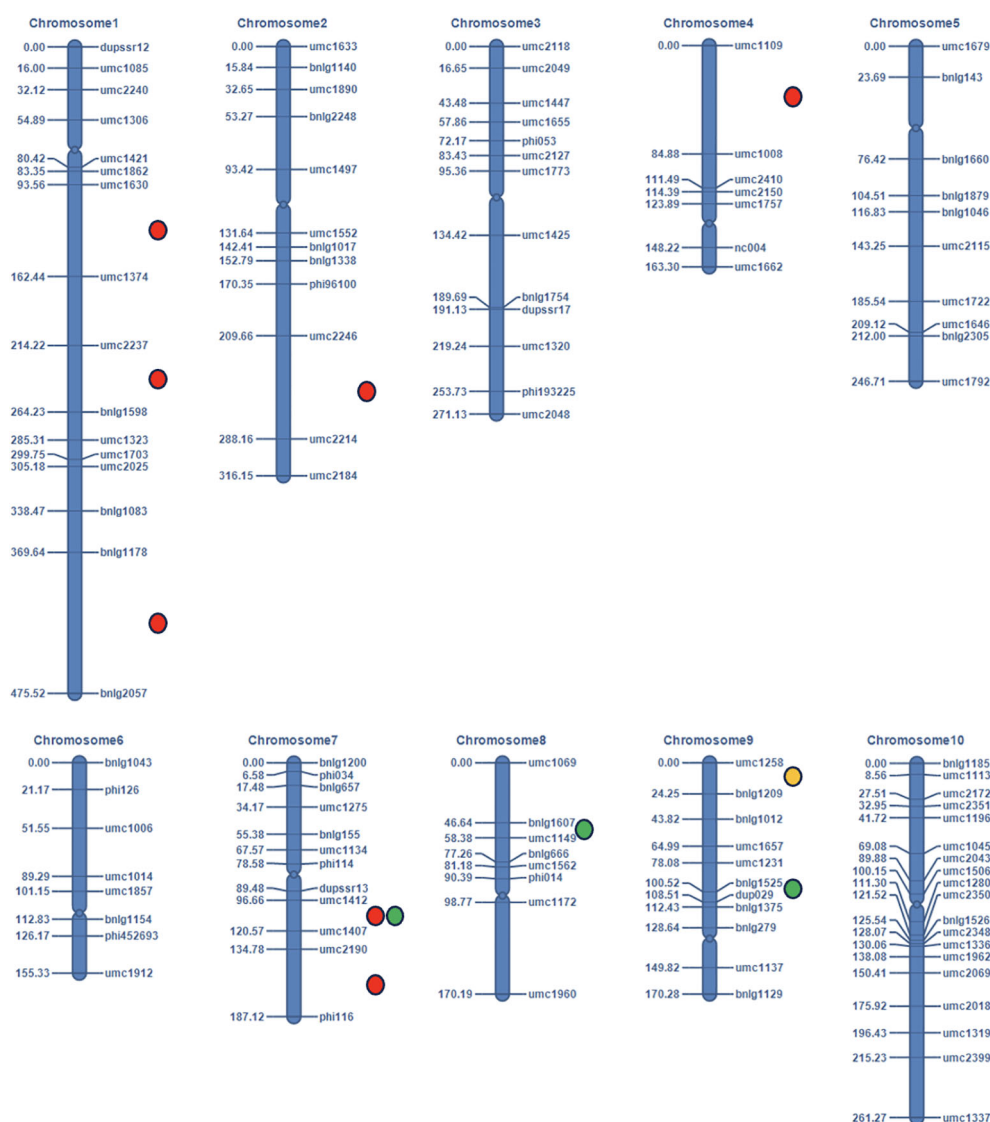 Chromosome1
0.00 dupssr12
16.00 umc1085
32.12 umc2240
54.89 umc1306
80.42 umc1421
83.35 umc1862
93.56 umc1630
162.44 umc1374
214.22 umc2237
264.23 bnlg1598
285.31 umc1323
299.75 umc1703
305.18 umc2025
338.47 bnlg1083
369.64 bnlg1178
475.52 bnlg2057
Chromosome2
0.00 umc1633
15.84 bnlg1140
32.65 umc1890
53.27 bnlg2248
93.42 umc1497
131.64 umc1552
142.41 bnlg1017
152.79 bnlg1338
170.35 phi96100
209.66 umc2246
288.16 umc2214
316.15 umc2184
Chromosome3
0.00 umc2118
16.65 umc2049
43.48 umc1447
57.86 umc1655
72.17 phi053
83.43 umc2127
95.36 umc1773
134.42 umc1425
189.69 bnlg1754
191.13 dupssr17
219.24 umc1320
253.73 phi193225
271.13 umc2048
Chromosome4
0.00 umc1109
84.88 umc1008
111.49 umc2410
114.39 umc2150
123.89 umc1757
148.22 nc004
163.30 umc1662
Chromosome5
0.00 umc1679
23.69 bnlg143
76.42 bnlg1660
104.51 bnlg1879
116.83 bnlg1046
143.25 umc2115
185.54 umc1722
209.12 umc1646
212.00 bnlg2305
246.71 umc1792
Chromosome6
0.00 bnlg1043
21.17 phi126
51.55 umc1006
89.29 umc1014
101.15 umc1857
112.83 bnlg1154
126.17 phi452693
155.33 umc1912
Chromosome7
0.00 bnlg1200
6.58 phi034
17.48 bnlg657
34.17 umc1275
55.38 bnlg155
67.57 umc1134
78.58 phi114
89.48 dupssr13
96.66 umc1412
120.57 umc1407
134.78 umc2190
187.12 phi116
Chromosome8
0.00 umc1069
46.64 bnlg1607
58.38 umc1149
77.26 bnlg666
81.18 umc1562
90.39 phi014
98.77 umc1172
170.19 umc1960
Chromosome9
0.00 umc1258
24.25 bnlg1209
43.82 bnlg1012
64.99 umc1657
78.08 umc1231
100.52 bnlg1525
108.51 dup029
112.43 bnlg1375
128.64 bnlg279
149.82 umc1137
170.28 bnlg1129
Chromosome10
0.00 bnlg1185
8.56 umc1113
27.51 umc2172
32.95 umc2351
41.72 umc1196
69.08 umc1045
89.88 umc2043
100.15 umc1506
111.30 umc1280
121.52 umc2350
125.54 bnlg1526
128.07 umc2348
130.06 umc1336
138.08 umc1962
150.41 umc2069
175.92 umc2018
196.43 umc1319
215.23 umc2399
261.27 umc1337